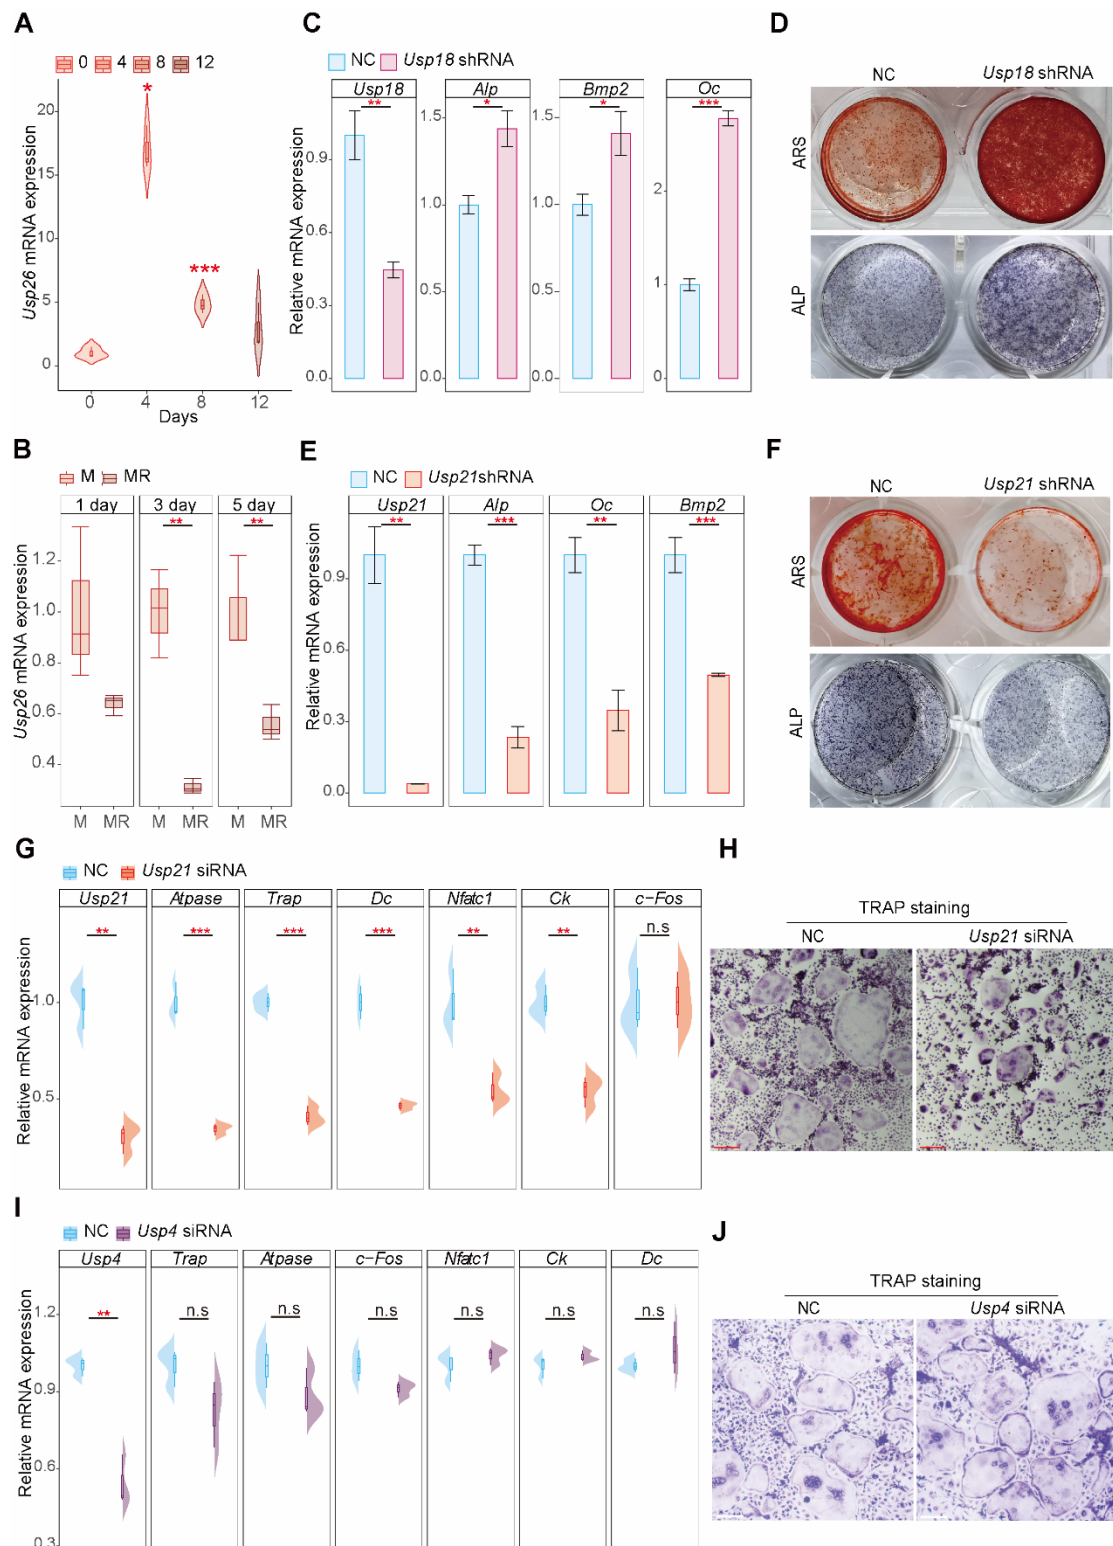 A
0 4 8 12
Usp26 mRNA expression
20
15
10
5
0
*
***
0 4 8 12
Days
B
M MR
1 day 3 day 5 day
** **
Usp26 mRNA expression
1.2
1.0
0.8
0.6
0.4
M MR M MR M MR
C
NC Usp18 shRNA
Usp18 Alp Bmp2 Oc
** * * ***
Relative mRNA expression
0.9
0.6
0.3
0.0
1.5
1.0
0.5
0.0
1.5
1.0
0.5
0.0
2
1
0
D
NC Usp18 shRNA
ARS
ALP
E
NC Usp21shRNA
Usp21 Alp Oc Bmp2
** *** ** ***
Relative mRNA expression
0.9
0.6
0.3
0.0
F
NC Usp21 shRNA
ARS
ALP
G
NC Usp21 siRNA
Usp21 Atpase Trap Dc Nfatc1 Ck c-Fos
** *** *** *** ** ** n.s
Relative mRNA expression
1.0
0.5
H
TRAP staining
NC Usp21 siRNA
I
NC Usp4 siRNA
Usp4 Trap Atpase c-Fos Nfatc1 Ck Dc
** n.s n.s n.s n.s n.s n.s
Relative mRNA expression
1.2
0.9
0.6
0.3
J
TRAP staining
NC Usp4 siRNA